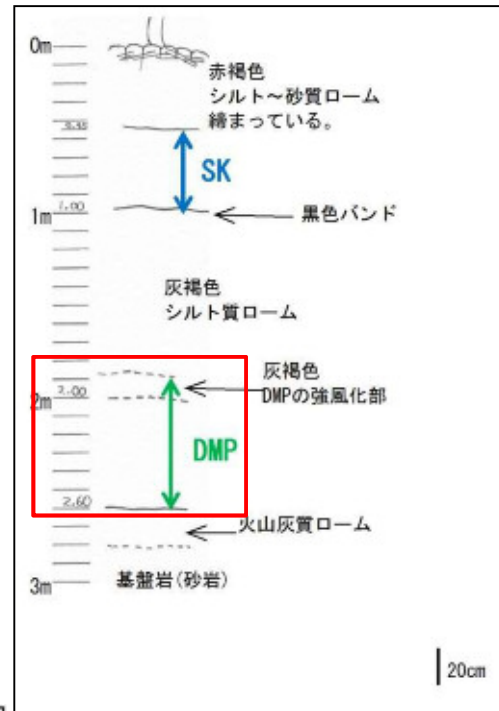 0m
赤褐色
シルト～砂質ローム
締まっている。
SK
1.00
1m
黒色バンド
灰褐色
シルト質ローム
灰褐色
DMPの強風化部
2.00
2m
DMP
2.60
火山灰質ローム
3m
基盤岩(砂岩)
20cm